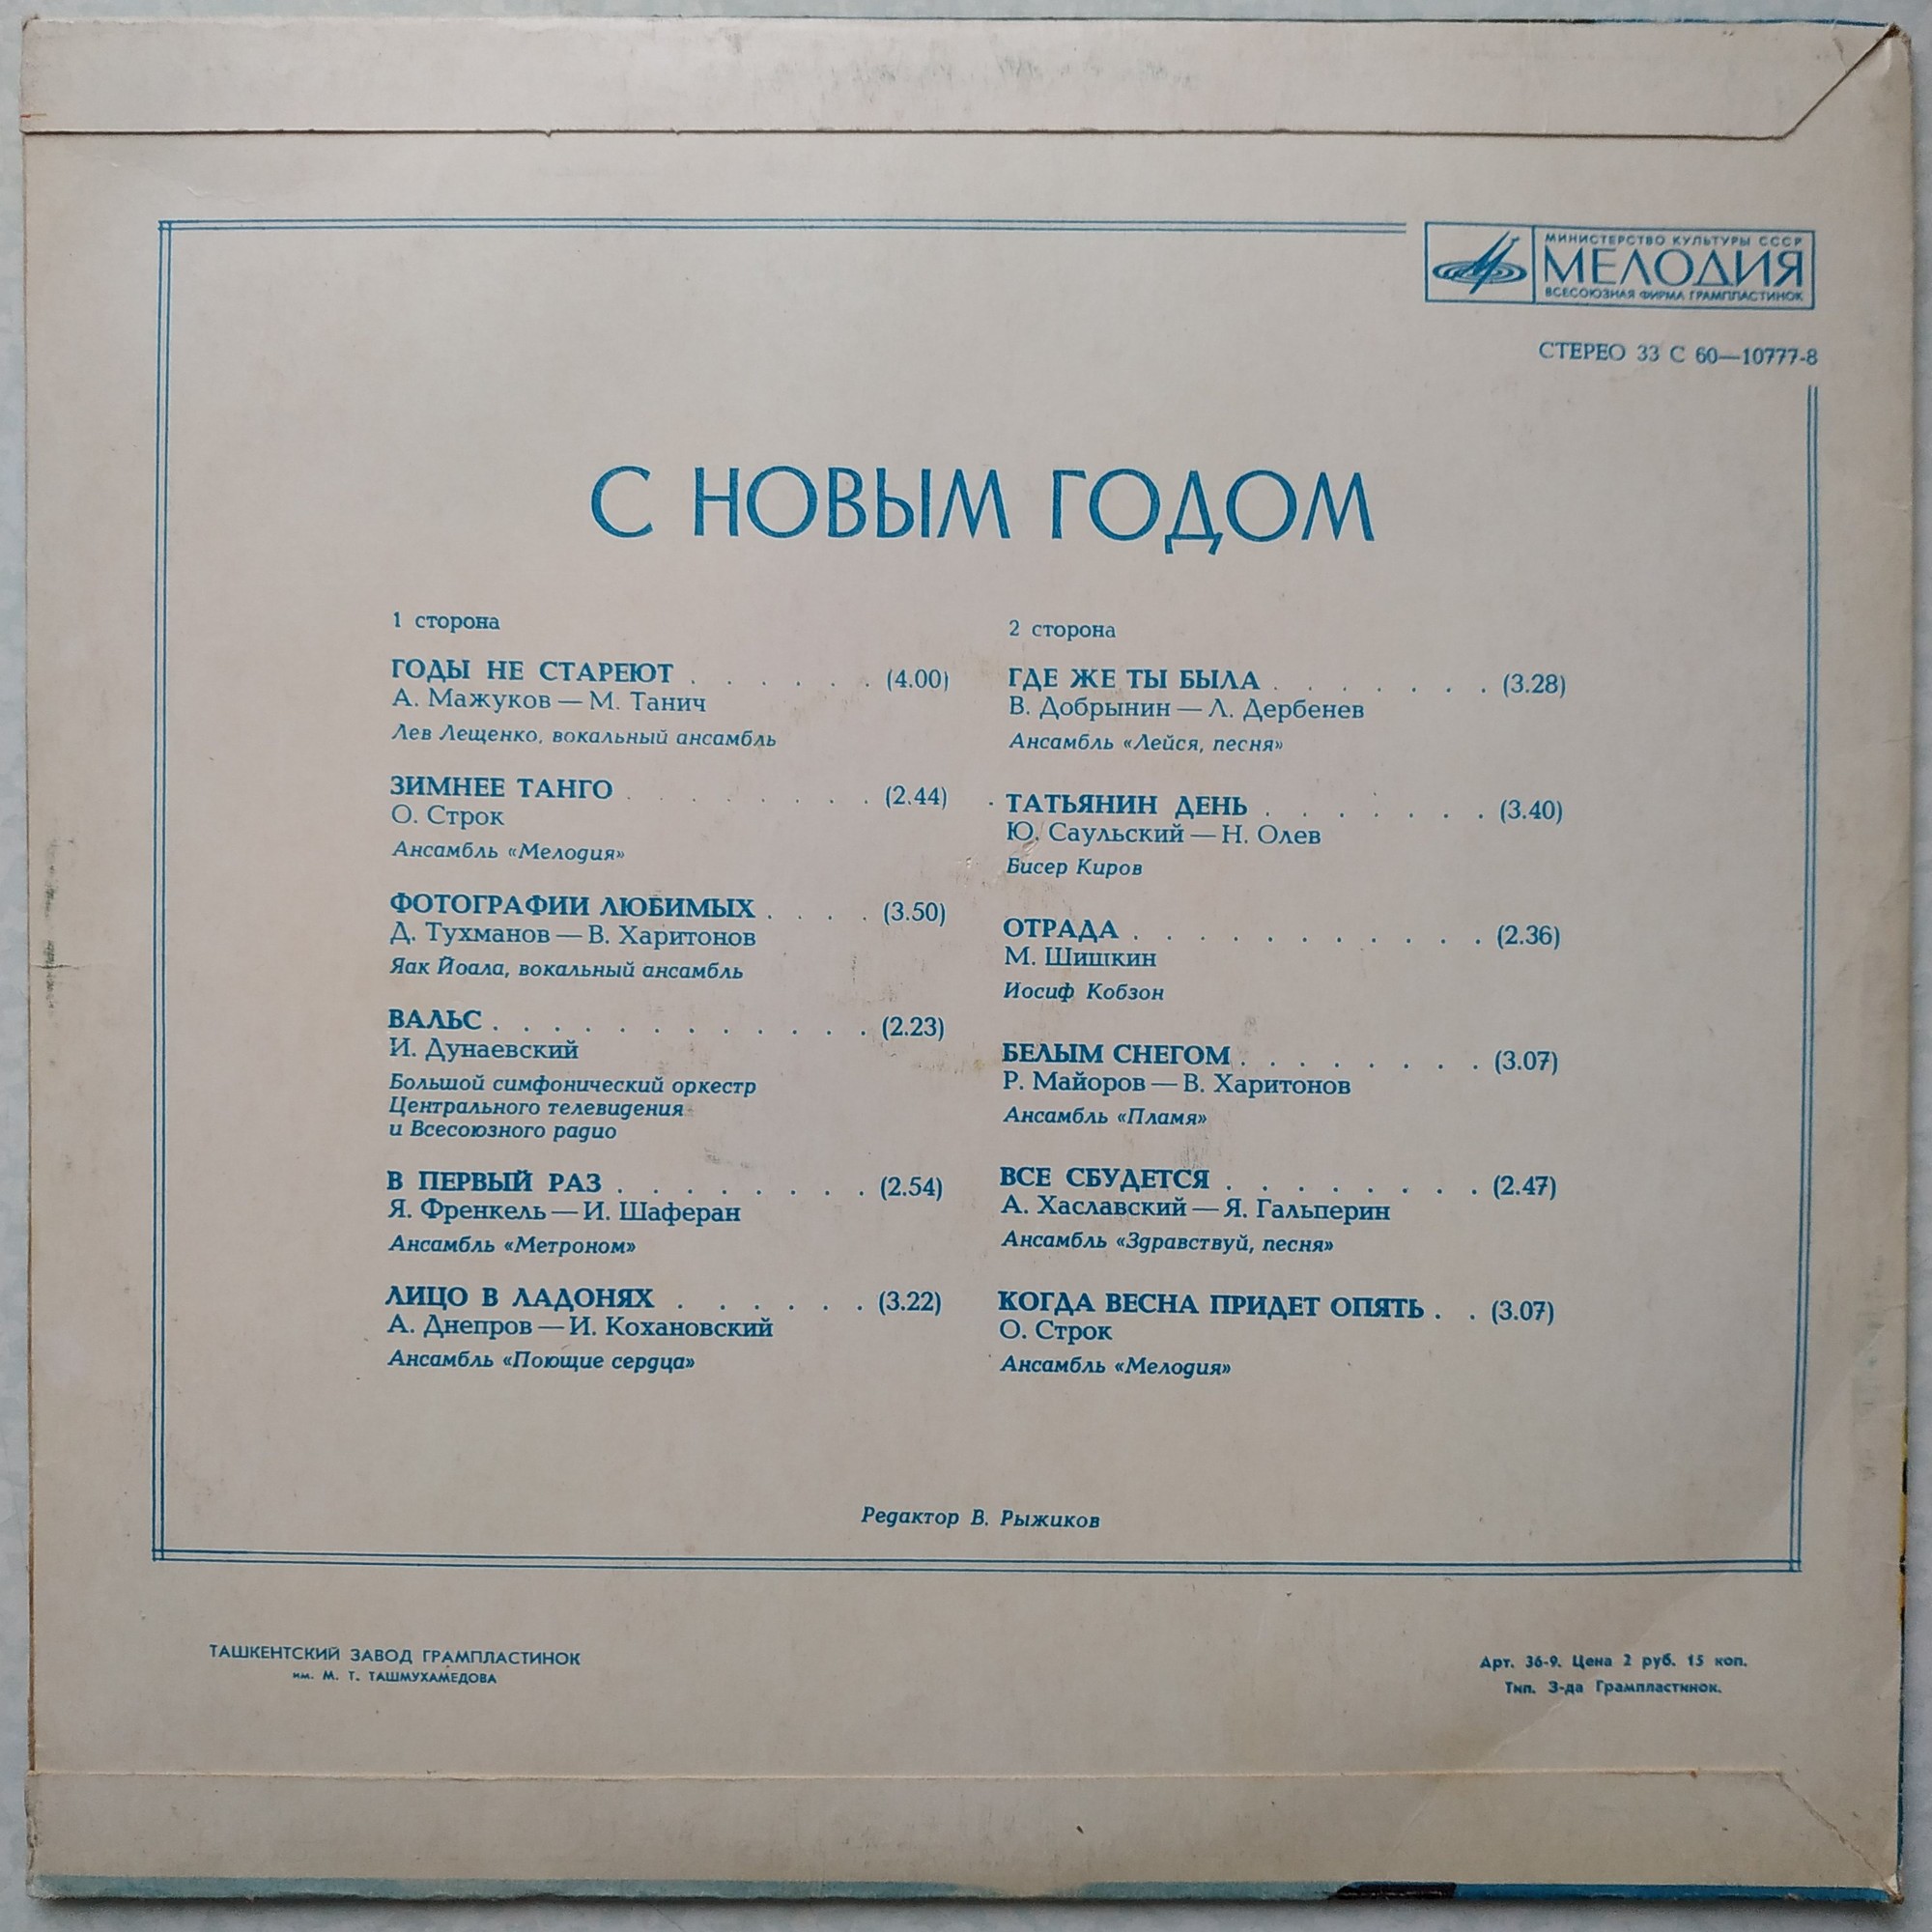 МИНИСТЕРСТВО КУЛЬТУРЫ СССР
МЕЛОДИЯ
ВСЕСОЮЗНАЯ ФИРМА ГРАМПЛАСТИНОК
СТЕРЕО 33 С 60—10777-8
С НОВЫМ ГОДОМ
1 сторона
ГОДЫ НЕ СТАРЕЮТ . . . . . . (4.00)
А. Мажуков — М. Танич
Лев Лещенко, вокальный ансамбль
ЗИМНЕЕ ТАНГО . . . . . . . . (2.44)
О. Строк
Ансамбль «Мелодия»
ФОТОГРАФИИ ЛЮБИМЫХ . . . . (3.50)
Д. Тухманов — В. Харитонов
Яак Йоала, вокальный ансамбль
ВАЛЬС . . . . . . . . . . . . (2.23)
И. Дунаевский
Большой симфонический оркестр
Центрального телевидения
и Всесоюзного радио
В ПЕРВЫЙ РАЗ . . . . . . . . (2.54)
Я. Френкель — И. Шаферан
Ансамбль «Метроном»
ЛИЦО В ЛАДОНЯХ . . . . . . (3.22)
А. Днепров — И. Кохановский
Ансамбль «Поющие сердца»
2 сторона
ГДЕ ЖЕ ТЫ БЫЛА . . . . . . . (3.28)
В. Добрынин — Л. Дербенев
Ансамбль «Лейся, песня»
ТАТЬЯНИН ДЕНЬ . . . . . . . (3.40)
Ю. Саульский — Н. Олев
Бисер Киров
ОТРАДА . . . . . . . . . . . (2.36)
М. Шишкин
Иосиф Кобзон
БЕЛЫМ СНЕГОМ . . . . . . . . (3.07)
Р. Майоров — В. Харитонов
Ансамбль «Пламя»
ВСЕ СБУДЕТСЯ . . . . . . . . (2.47)
А. Хаславский — Я. Гальперин
Ансамбль «Здравствуй, песня»
КОГДА ВЕСНА ПРИДЕТ ОПЯТЬ . . (3.07)
О. Строк
Ансамбль «Мелодия»
Редактор В. Рыжиков
ТАШКЕНТСКИЙ ЗАВОД ГРАМПЛАСТИНОК
им. М. Т. ТАШМУХАМЕДОВА
Арт. 36-9. Цена 2 руб. 15 коп.
Тип. З-да Грампластинок.